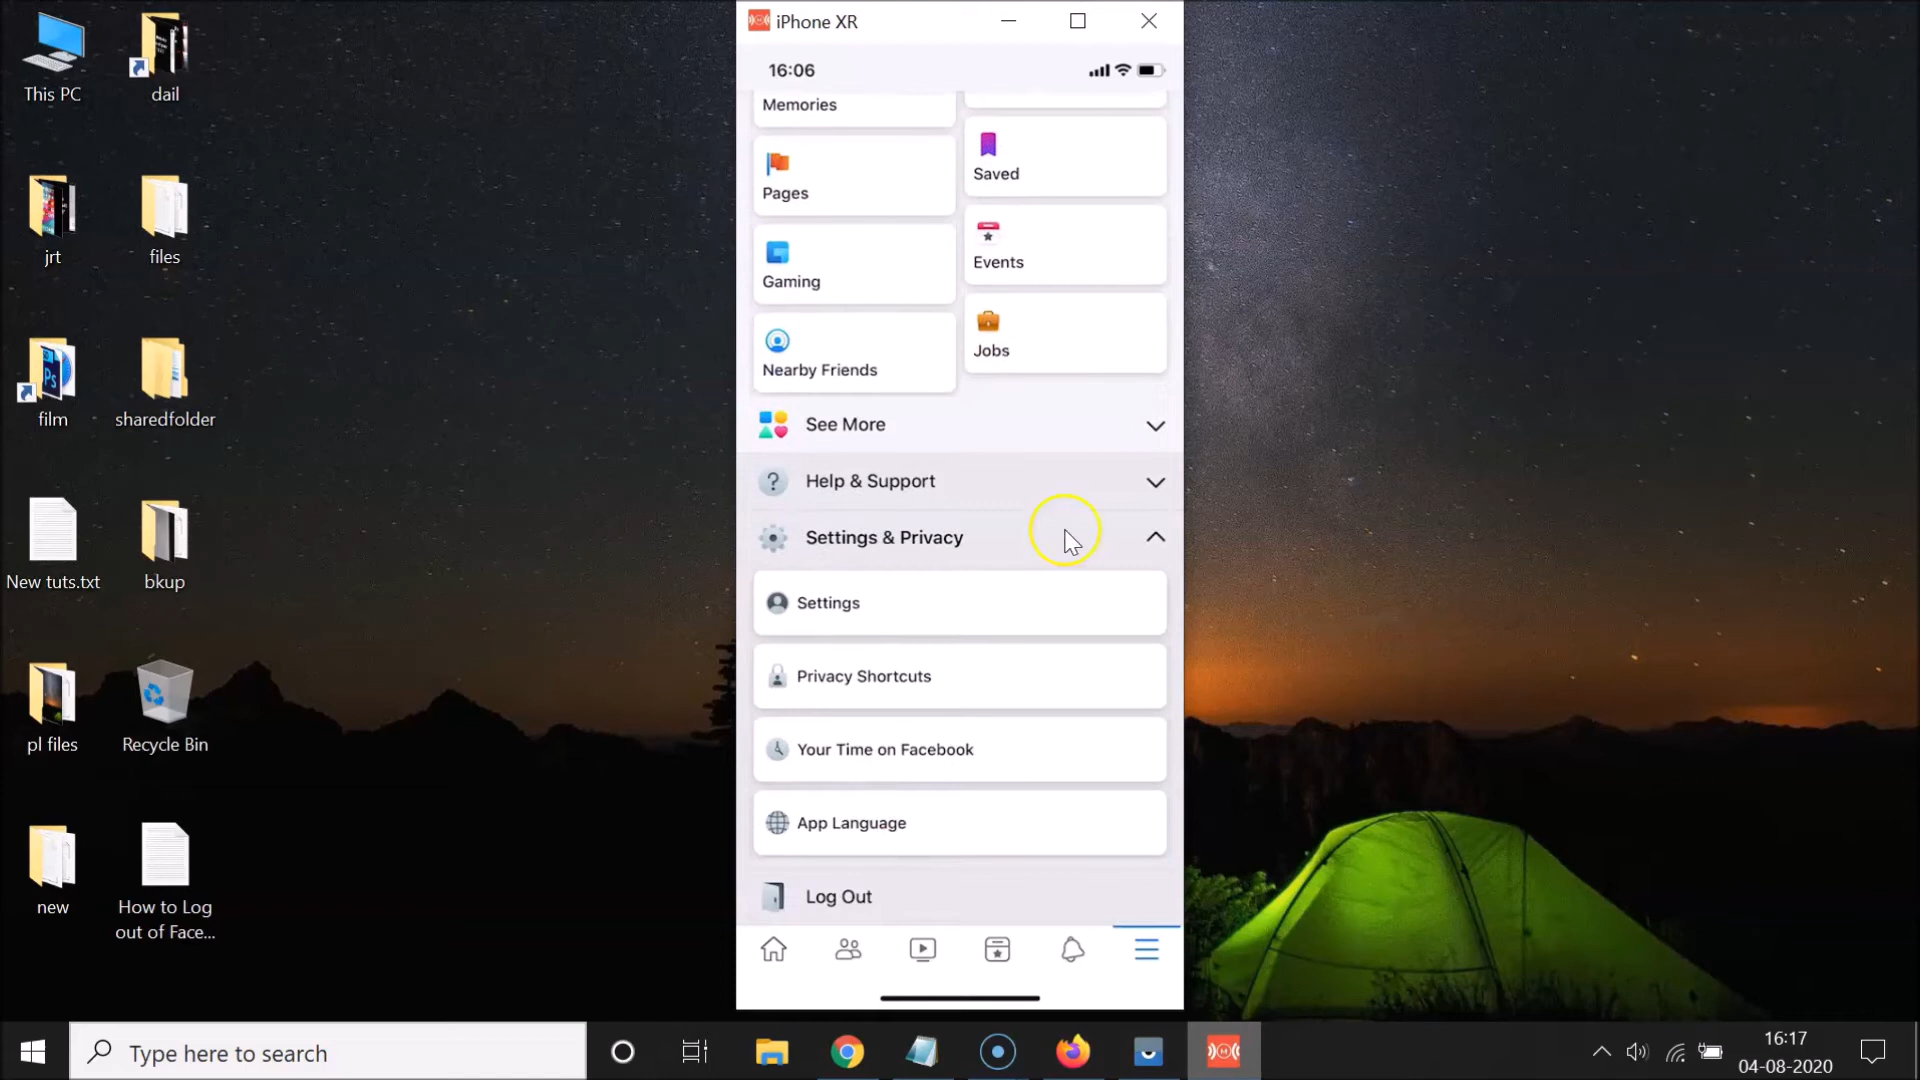 This PC
dail
jrt
files
film
sharedfolder
New tuts.txt
bkup
pl files
Recycle Bin
new
How to Log
out of Face...
iPhone XR
16:06
Memories
Saved
Pages
Events
Gaming
Jobs
Nearby Friends
See More
Help & Support
Settings & Privacy
Settings
Privacy Shortcuts
Your Time on Facebook
App Language
Log Out
Type here to search
16:17
04-08-2020